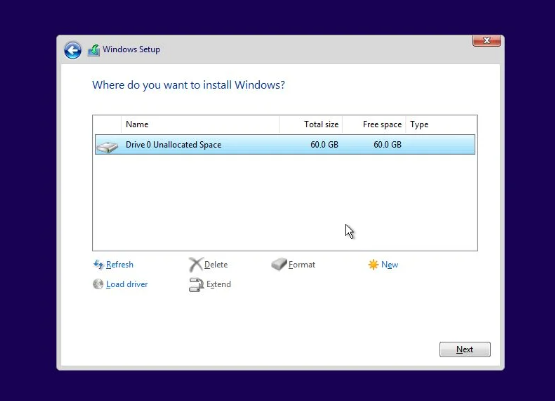 Windows Setup
Where do you want to install Windows?
Name Total size Free space Type
Drive 0 Unallocated Space 60.0 GB 60.0 GB
Refresh Delete Format New
Load driver Extend
Next